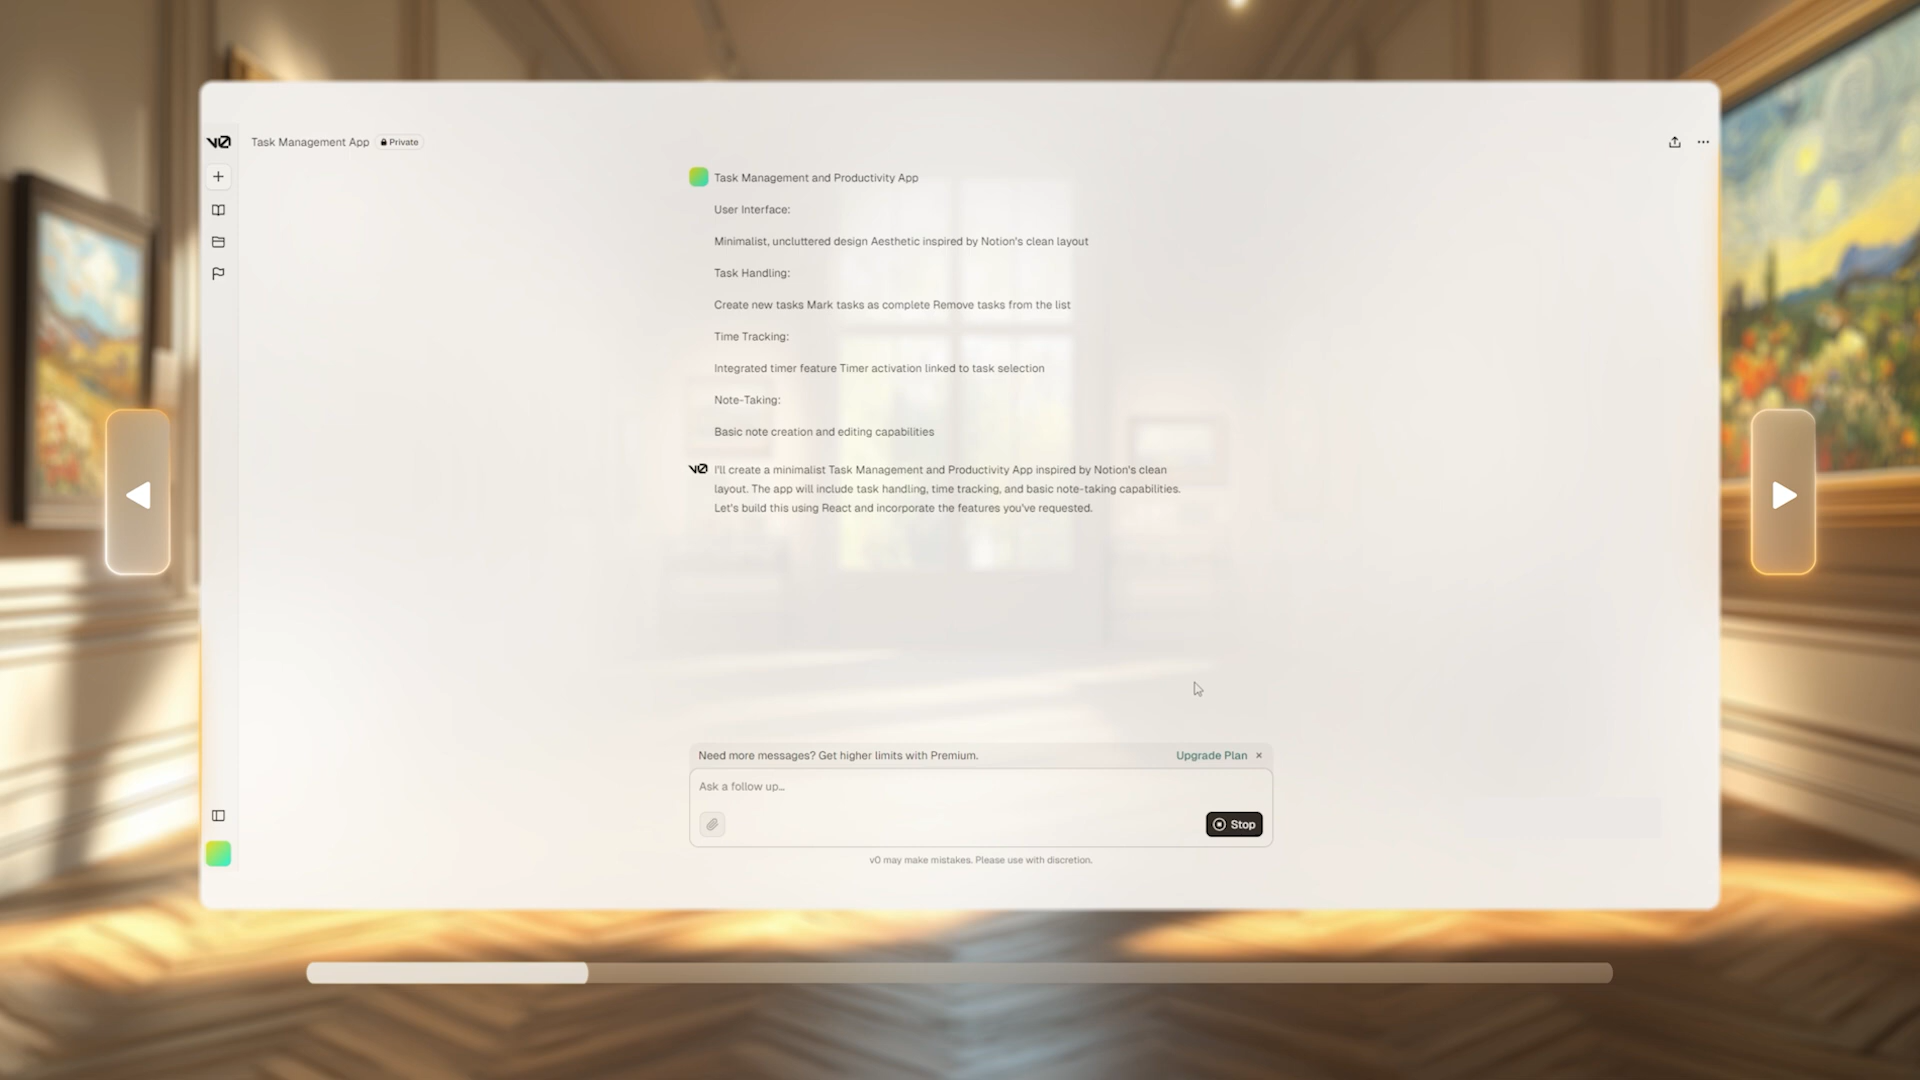 v0
Task Management App
Private
Task Management and Productivity App
User Interface:
Minimalist, uncluttered design Aesthetic inspired by Notion's clean layout
Task Handling:
Create new tasks Mark tasks as complete Remove tasks from the list
Time Tracking:
Integrated timer feature Timer activation linked to task selection
Note-Taking:
Basic note creation and editing capabilities
v0
I'll create a minimalist Task Management and Productivity App inspired by Notion's clean
layout. The app will include task handling, time tracking, and basic note-taking capabilities.
Let's build this using React and incorporate the features you've requested.
Need more messages? Get higher limits with Premium.
Upgrade Plan ×
Ask a follow up…
Stop
v0 may make mistakes. Please use with discretion.